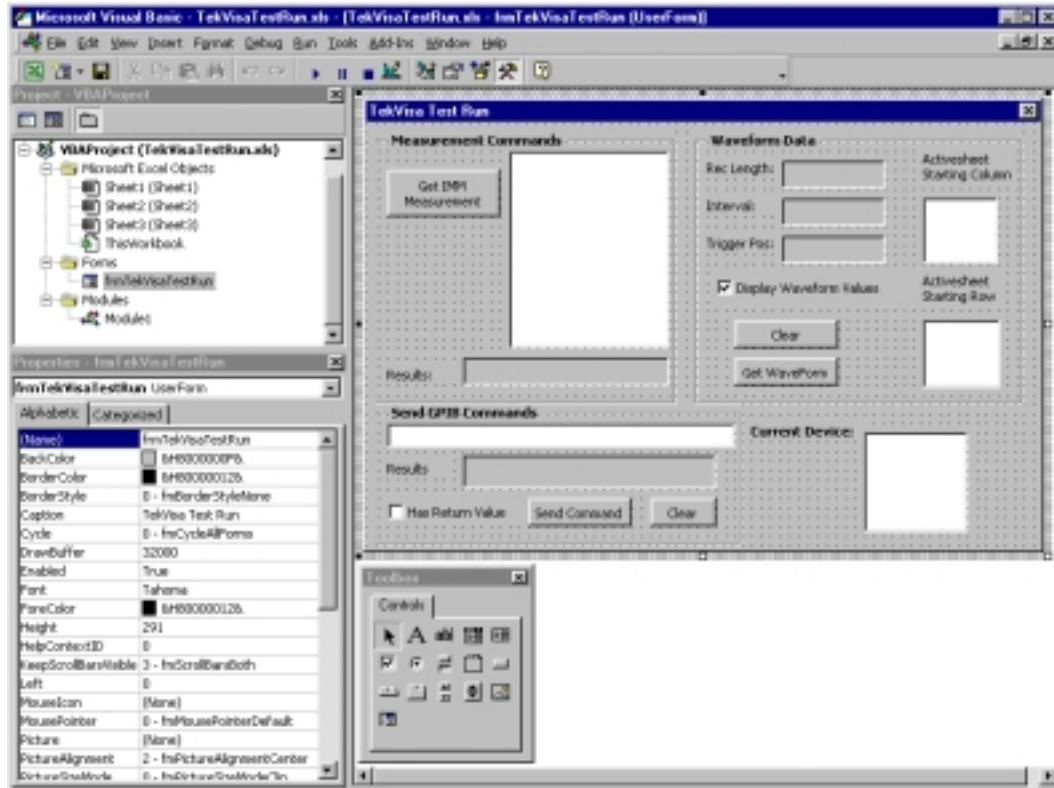 Microsoft Visual Basic - TekVisaTestRun.xls - [TekVisaTestRun.xls - frmTekVisaTestRun (UserForm)]
File Edit View Insert Format Debug Run Tools Add-Ins Window Help
Project - VBAProject
VBAProject (TekVisaTestRun.xls)
Microsoft Excel Objects
Sheet1 (Sheet1)
Sheet2 (Sheet2)
Sheet3 (Sheet3)
ThisWorkbook
Forms
frmTekVisaTestRun
Modules
Modules
Properties - frmTekVisaTestRun
frmTekVisaTestRun UserForm
Alphabetic Categorized
(Name) frmTekVisaTestRun
BackColor &H8000000F&
BorderColor &H80000012&
BorderStyle 0 - fmBorderStyleNone
Caption TekVisa Test Run
Cycle 0 - fmCycleAllForms
DrawBuffer 32000
Enabled True
Font Tahoma
ForeColor &H80000012&
Height 291
HelpContextID 0
KeepScrollBarsVisible 3 - fmScrollBarsBoth
Left 0
MouseIcon (None)
MousePointer 0 - fmMousePointerDefault
Picture (None)
PictureAlignment 2 - fmPictureAlignmentCenter
PictureSizeMode 0 - fmPictureSizeModeClip
TekVisa Test Run
Measurement Commands
Get IMM
Measurement
Results:
Waveform Data
Rec Length:
Interval:
Trigger Pos:
Display Waveform Values
Clear
Get WaveForm
Activesheet
Starting Column
Activesheet
Starting Row
Send GPIB Commands
Results
Has Return Value
Send Command
Clear
Current Device:
Toolbox
Controls
A
abl